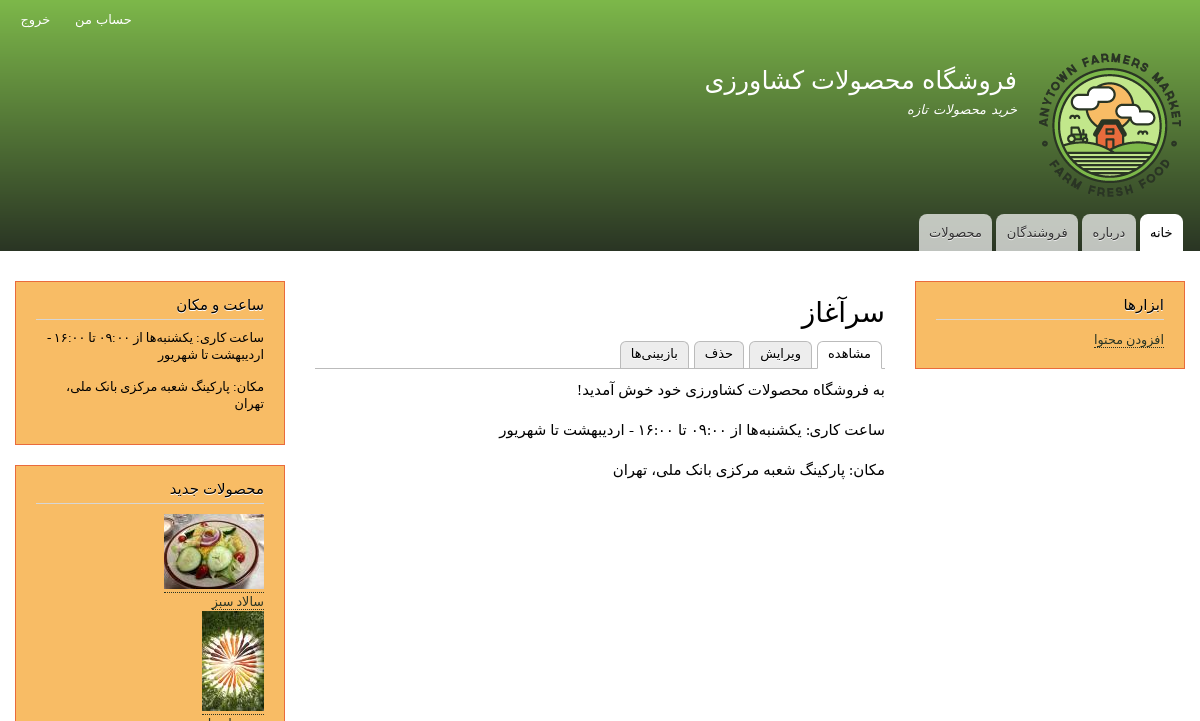 حساب من
خروج
ANYTOWN FARMERS MARKET
FARM FRESH FOOD
فروشگاه محصولات کشاورزی
خرید محصولات تازه
خانه
درباره
فروشندگان
محصولات
ابزارها
افزودن محتوا
سرآغاز
مشاهده
ویرایش
حذف
بازبینی‌ها
به فروشگاه محصولات کشاورزی خود خوش آمدید!
ساعت کاری: یکشنبه‌ها از ۰۹:۰۰ تا ۱۶:۰۰ - اردیبهشت تا شهریور
مکان: پارکینگ شعبه مرکزی بانک ملی، تهران
ساعت و مکان
ساعت کاری: یکشنبه‌ها از ۰۹:۰۰ تا ۱۶:۰۰ -
اردیبهشت تا شهریور
مکان: پارکینگ شعبه مرکزی بانک ملی،
تهران
محصولات جدید
سالاد سبز